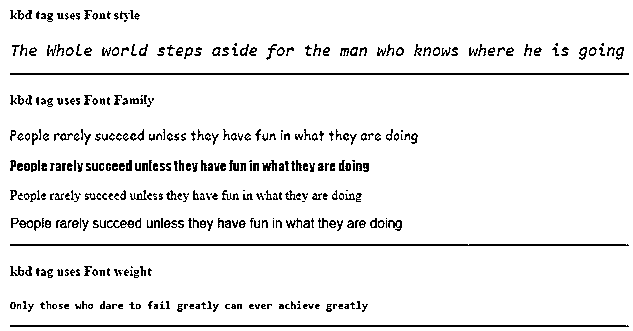 kbd tag uses Font style
The Whole world steps aside for the man who knows where he is going
kbd tag uses Font Family
People rarely succeed unless they have fun in what they are doing
People rarely succeed unless they have fun in what they are doing
People rarely succeed unless they have fun in what they are doing
People rarely succeed unless they have fun in what they are doing
kbd tag uses Font weight
Only those who dare to fail greatly can ever achieve greatly